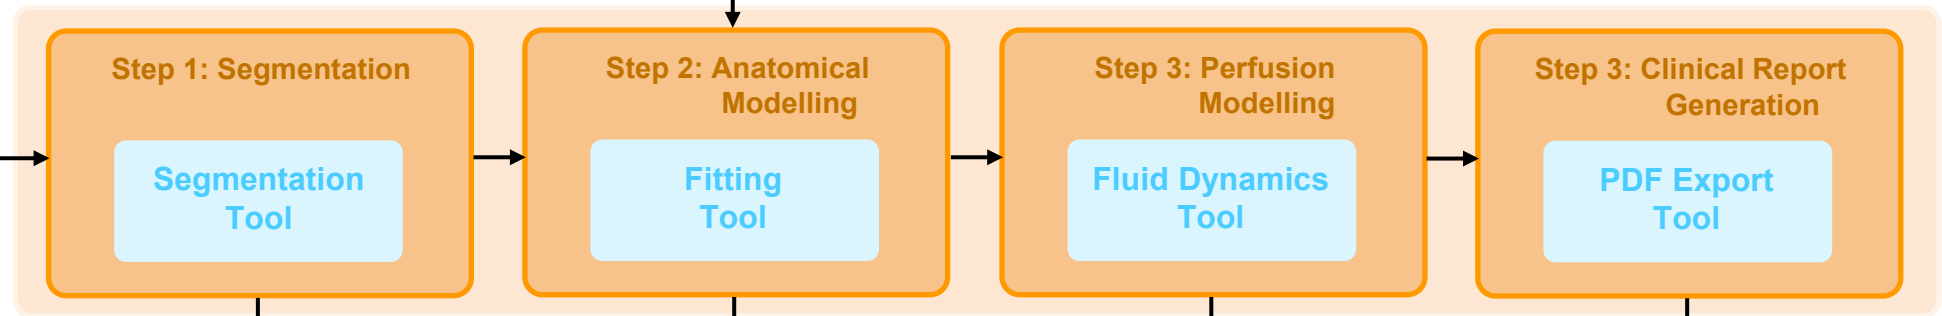 Step 1: Segmentation
Segmentation
Tool
Step 2: Anatomical
Modelling
Fitting
Tool
Step 3: Perfusion
Modelling
Fluid Dynamics
Tool
Step 3: Clinical Report
Generation
PDF Export
Tool